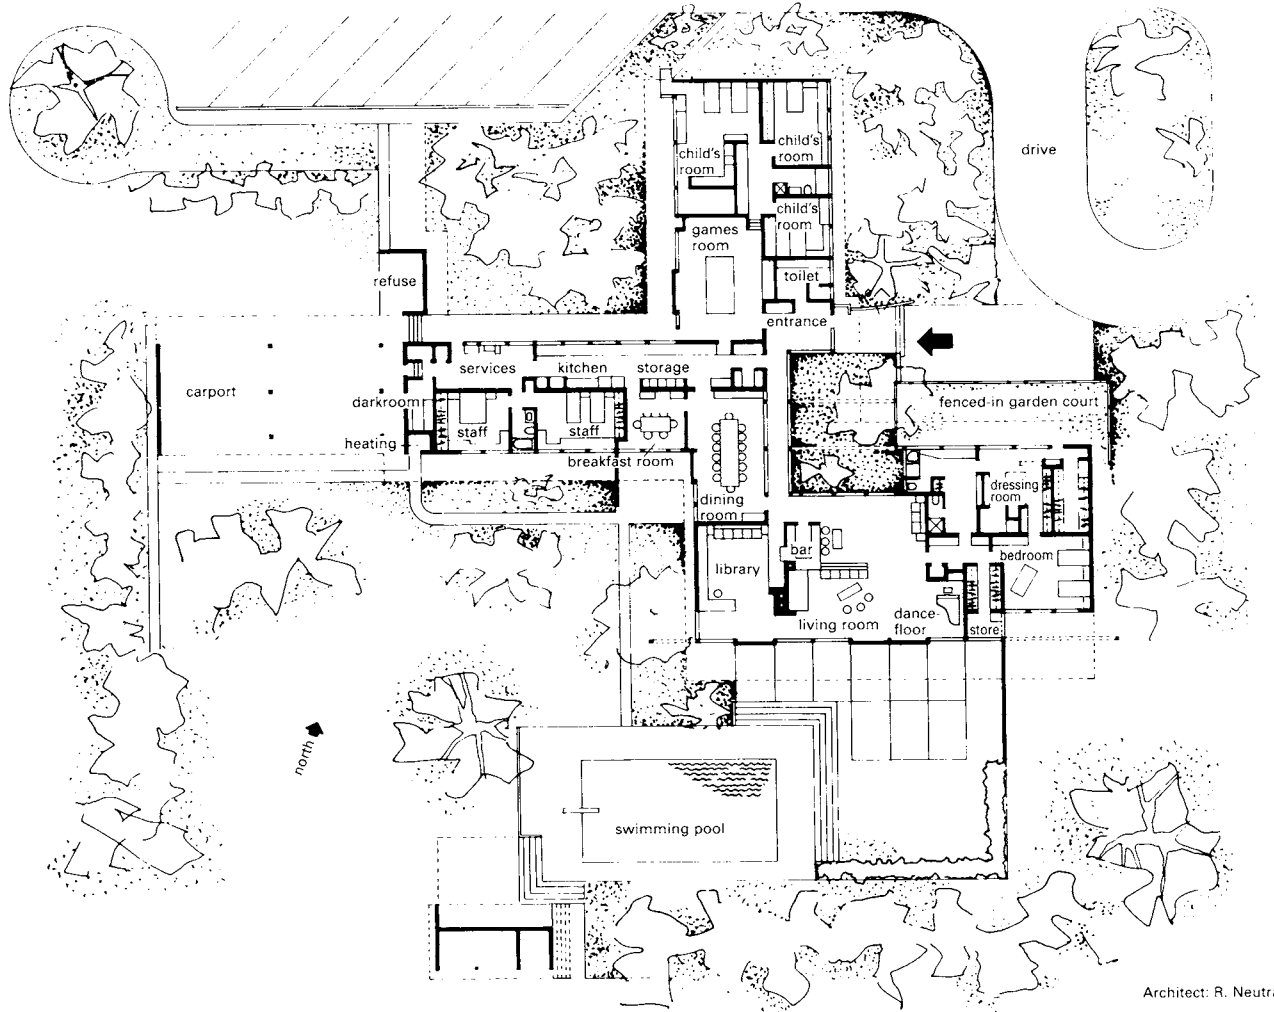 drive
child's
room
child's
room
child's
room
games
room
toilet
refuse
entrance
services
kitchen
storage
carport
darkroom
fenced-in garden court
staff
staff
heating
breakfast room
dressing
room
dining
room
bar
bedroom
library
living room
dance-
floor
store
north
swimming pool
Architect: R. Neutra